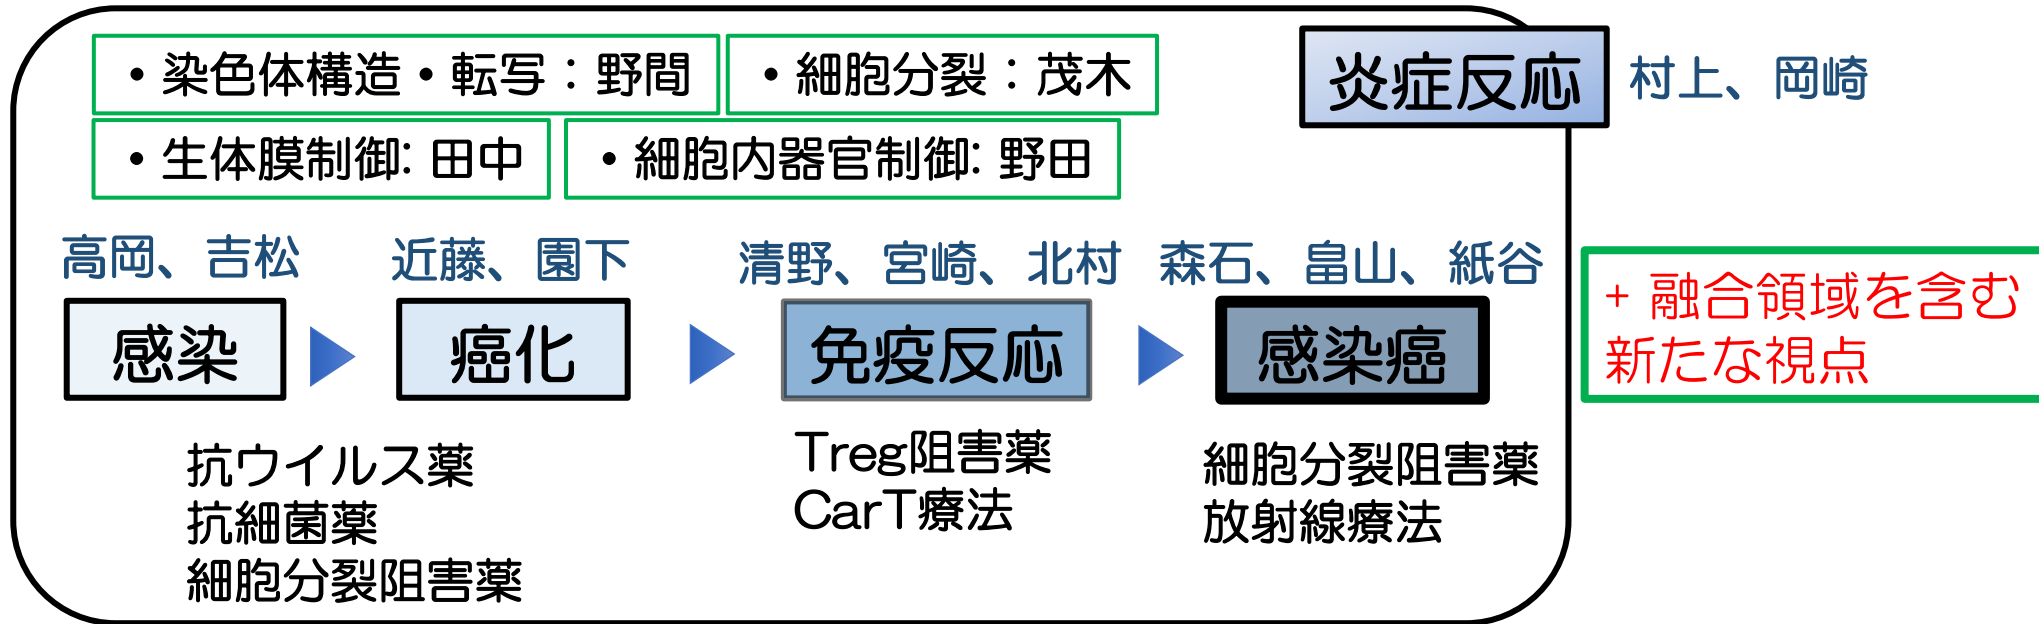 ・染色体構造・転写：野間
・細胞分裂：茂木
炎症反応
村上、岡崎
・生体膜制御: 田中
・細胞内器官制御: 野田
高岡、吉松
近藤、園下
清野、宮崎、北村
森石、畠山、紙谷
感染
癌化
免疫反応
感染癌
+ 融合領域を含む
新たな視点
抗ウイルス薬
抗細菌薬
細胞分裂阻害薬
Treg阻害薬
CarT療法
細胞分裂阻害薬
放射線療法